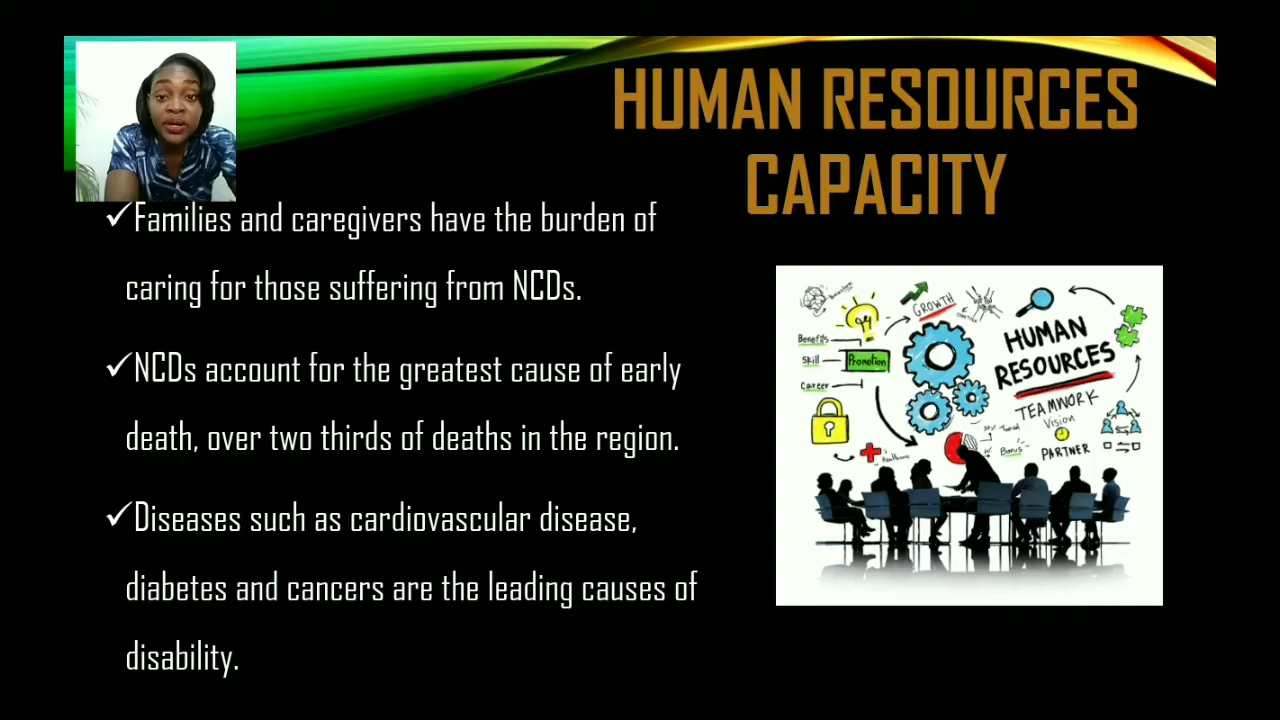 HUMAN RESOURCES
CAPACITY
✓Families and caregivers have the burden of
caring for those suffering from NCDs.
✓NCDs account for the greatest cause of early
death, over two thirds of deaths in the region.
✓Diseases such as cardiovascular disease,
diabetes and cancers are the leading causes of
disability.
GROWTH
Benefits
Skill
Promotion
Career
HUMAN
RESOURCES
TEAMWORK
Vision
Bonus
PARTNER
Healthcare